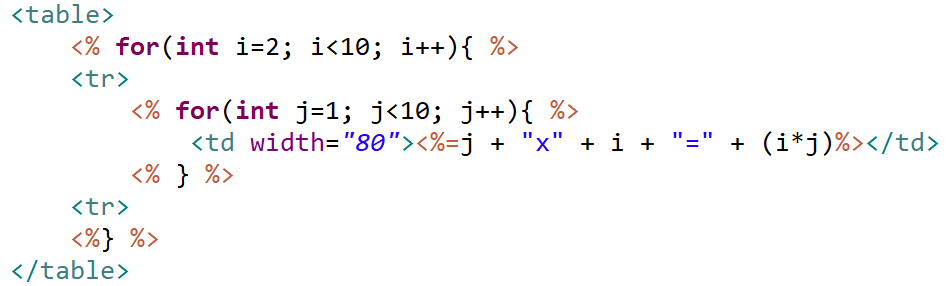 <table>
<% for(int i=2; i<10; i++){ %>
<tr>
<% for(int j=1; j<10; j++){ %>
<td width="80"><%=j + "x" + i + "=" + (i*j)%></td>
<% } %>
<tr>
<%} %>
</table>